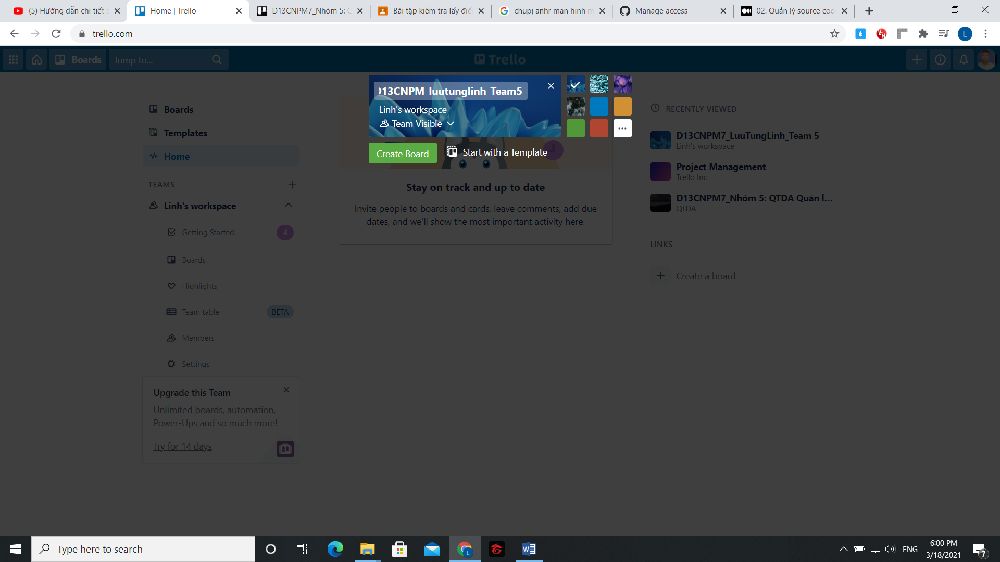 (5) Hướng dẫn chi tiết s
Home | Trello
D13CNPM7_Nhóm 5: Q
Bài tập kiểm tra lấy điể
chupj anhr man hinh m
Manage access
02. Quản lý source cod
trello.com
L
Boards
Jump to...
Trello
D13CNPM_luutunglinh_Team5
Linh's workspace
Team Visible
Create Board
Start with a Template
Boards
Templates
Home
TEAMS
Linh's workspace
Getting Started
4
Boards
Highlights
Team table
BETA
Members
Settings
Upgrade this Team
Unlimited boards, automation,
Power-Ups and so much more!
Try for 14 days
Stay on track and up to date
Invite people to boards and cards, leave comments, add due
dates, and we'll show the most important activity here.
RECENTLY VIEWED
D13CNPM7_LuuTungLinh_Team 5
Linh's workspace
Project Management
Trello Inc
D13CNPM7_Nhóm 5: QTDA Quản l...
QTDA
LINKS
Create a board
Type here to search
ENG
6:00 PM
3/18/2021
7